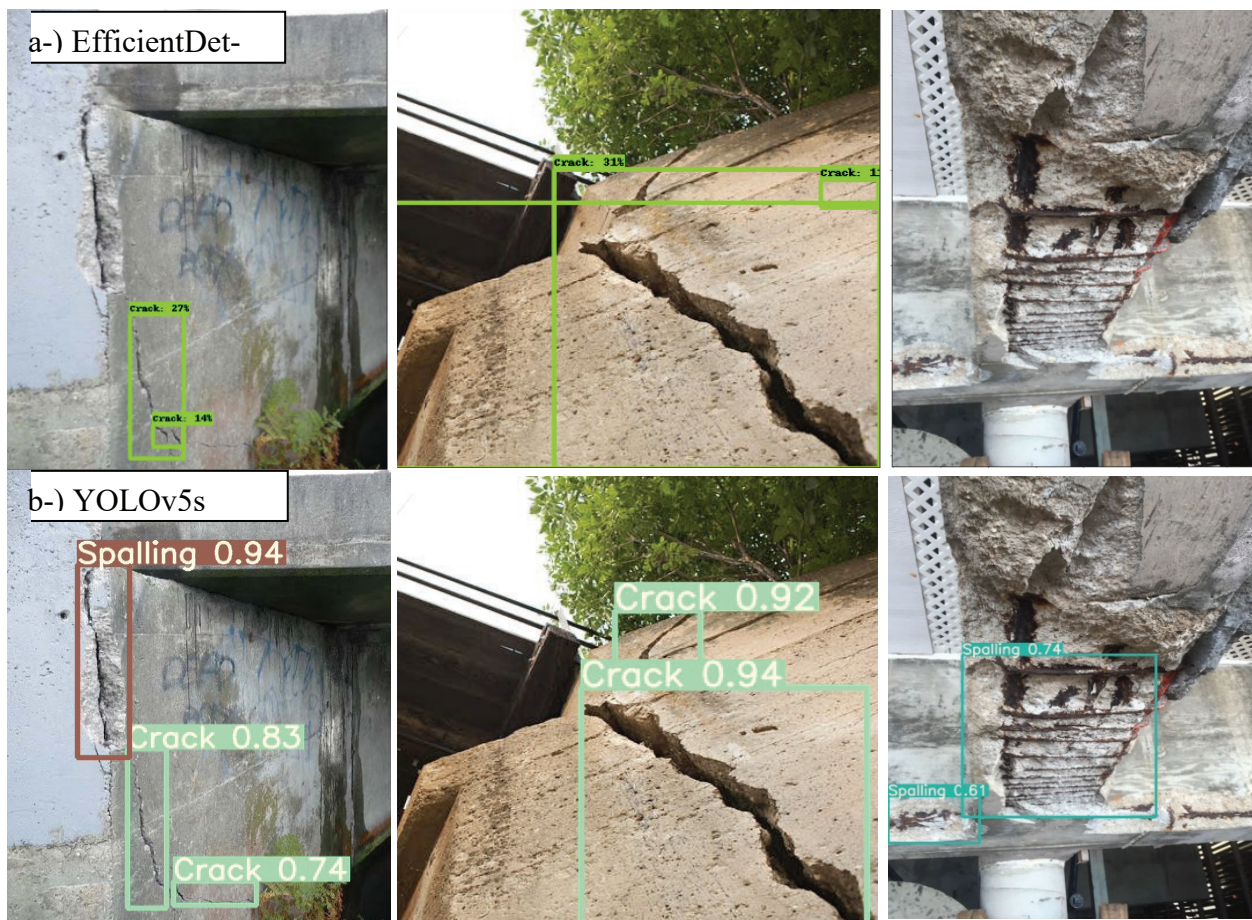 a-) EfficientDet-
Crack: 27%
Crack: 14%
Crack: 31%
Crack: 11
b-) YOLOv5s
Spalling 0.94
Crack 0.83
Crack 0.74
Crack 0.92
Crack 0.94
Spalling 0.74
Spalling 0.61